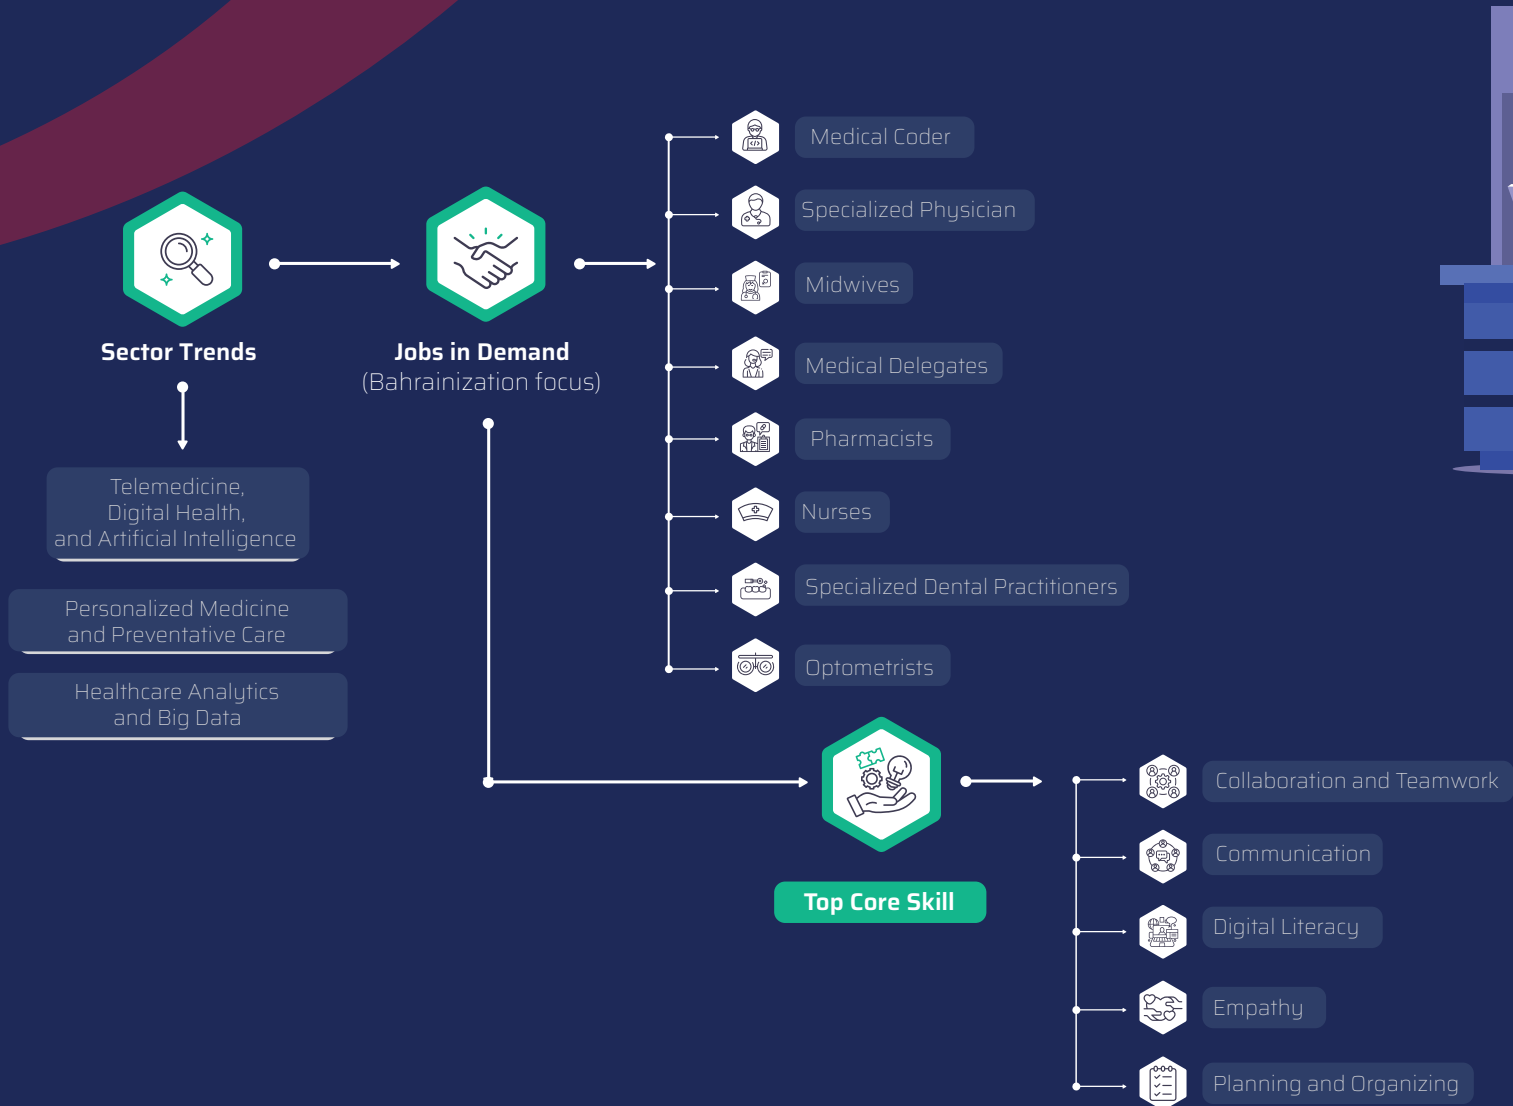 Sector Trends
Telemedicine,
Digital Health,
and Artificial Intelligence
Personalized Medicine
and Preventative Care
Healthcare Analytics
and Big Data
Jobs in Demand
(Bahrainization focus)
Medical Coder
Specialized Physician
Midwives
Medical Delegates
Pharmacists
Nurses
Specialized Dental Practitioners
Optometrists
Top Core Skill
Collaboration and Teamwork
Communication
Digital Literacy
Empathy
Planning and Organizing